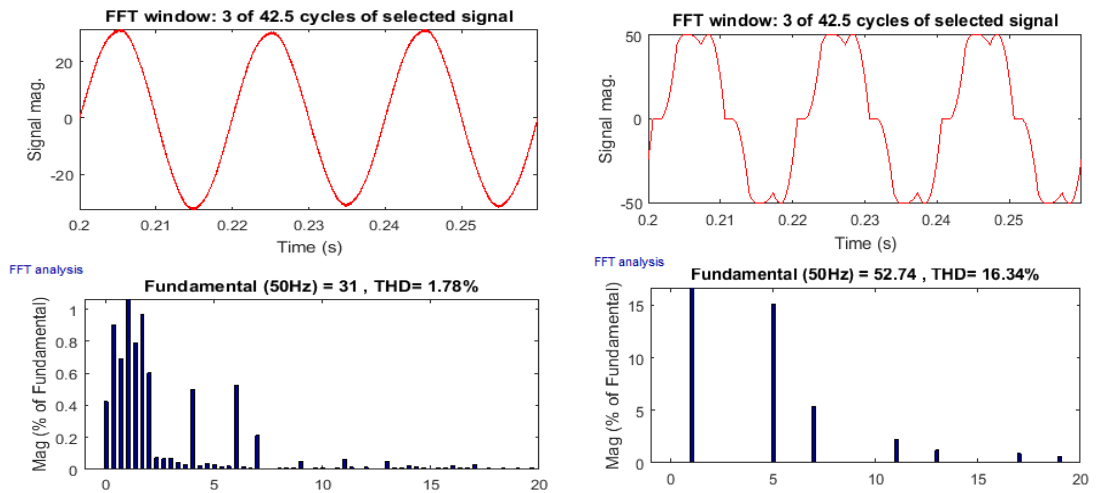 FFT window: 3 of 42.5 cycles of selected signal
20
0
-20
Signal mag.
0.2 0.21 0.22 0.23 0.24 0.25
Time (s)
FFT analysis
Fundamental (50Hz) = 31 , THD= 1.78%
1
0.8
0.6
0.4
0.2
0
Mag (% of Fundamental)
0 5 10 15 20
FFT window: 3 of 42.5 cycles of selected signal
50
0
-50
Signal mag.
0.2 0.21 0.22 0.23 0.24 0.25
Time (s)
FFT analysis
Fundamental (50Hz) = 52.74 , THD= 16.34%
15
10
5
0
Mag (% of Fundamental)
0 5 10 15 20